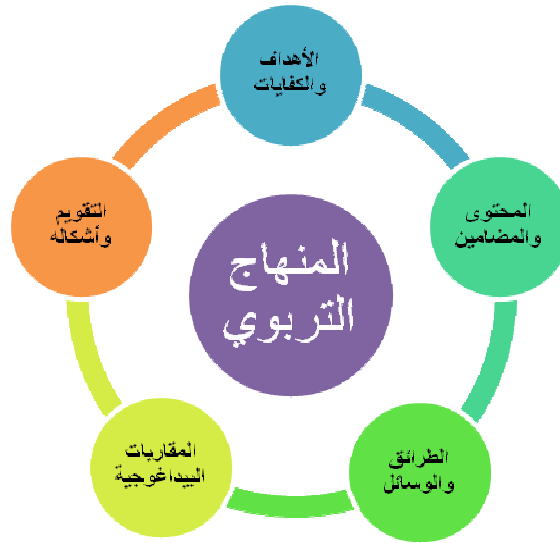 الأهداف
والكفايات
المحتوى
والمضامين
الطرائق
والوسائل
المقاربات
البيداغوجية
التقويم
وأشكاله
المنهاج
التربوي